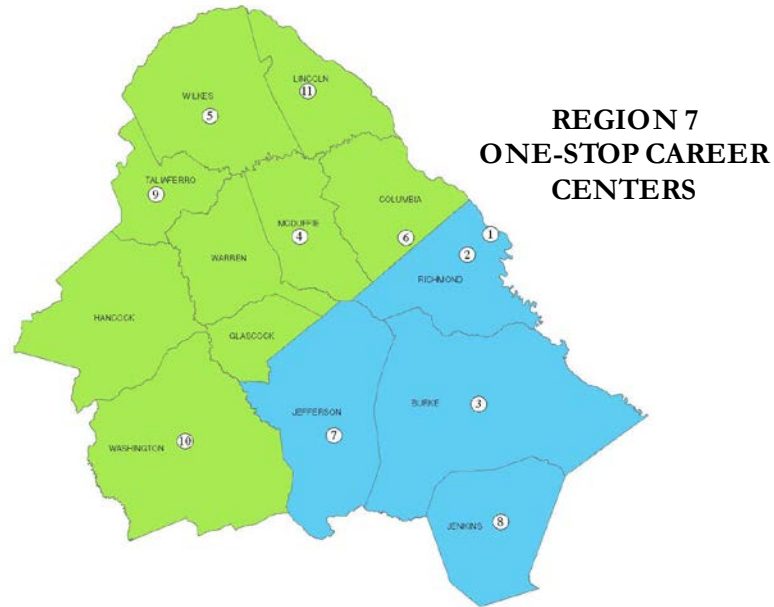 LINCOLN
11
WILKES
5
REGION 7
ONE-STOP CAREER
CENTERS
TALIAFERRO
9
COLUMBIA
MCDUFFIE
4
6
1
2
WARREN
RICHMOND
HANCOCK
GLASCOCK
JEFFERSON
7
BURKE
3
WASHINGTON
10
JENKINS
8